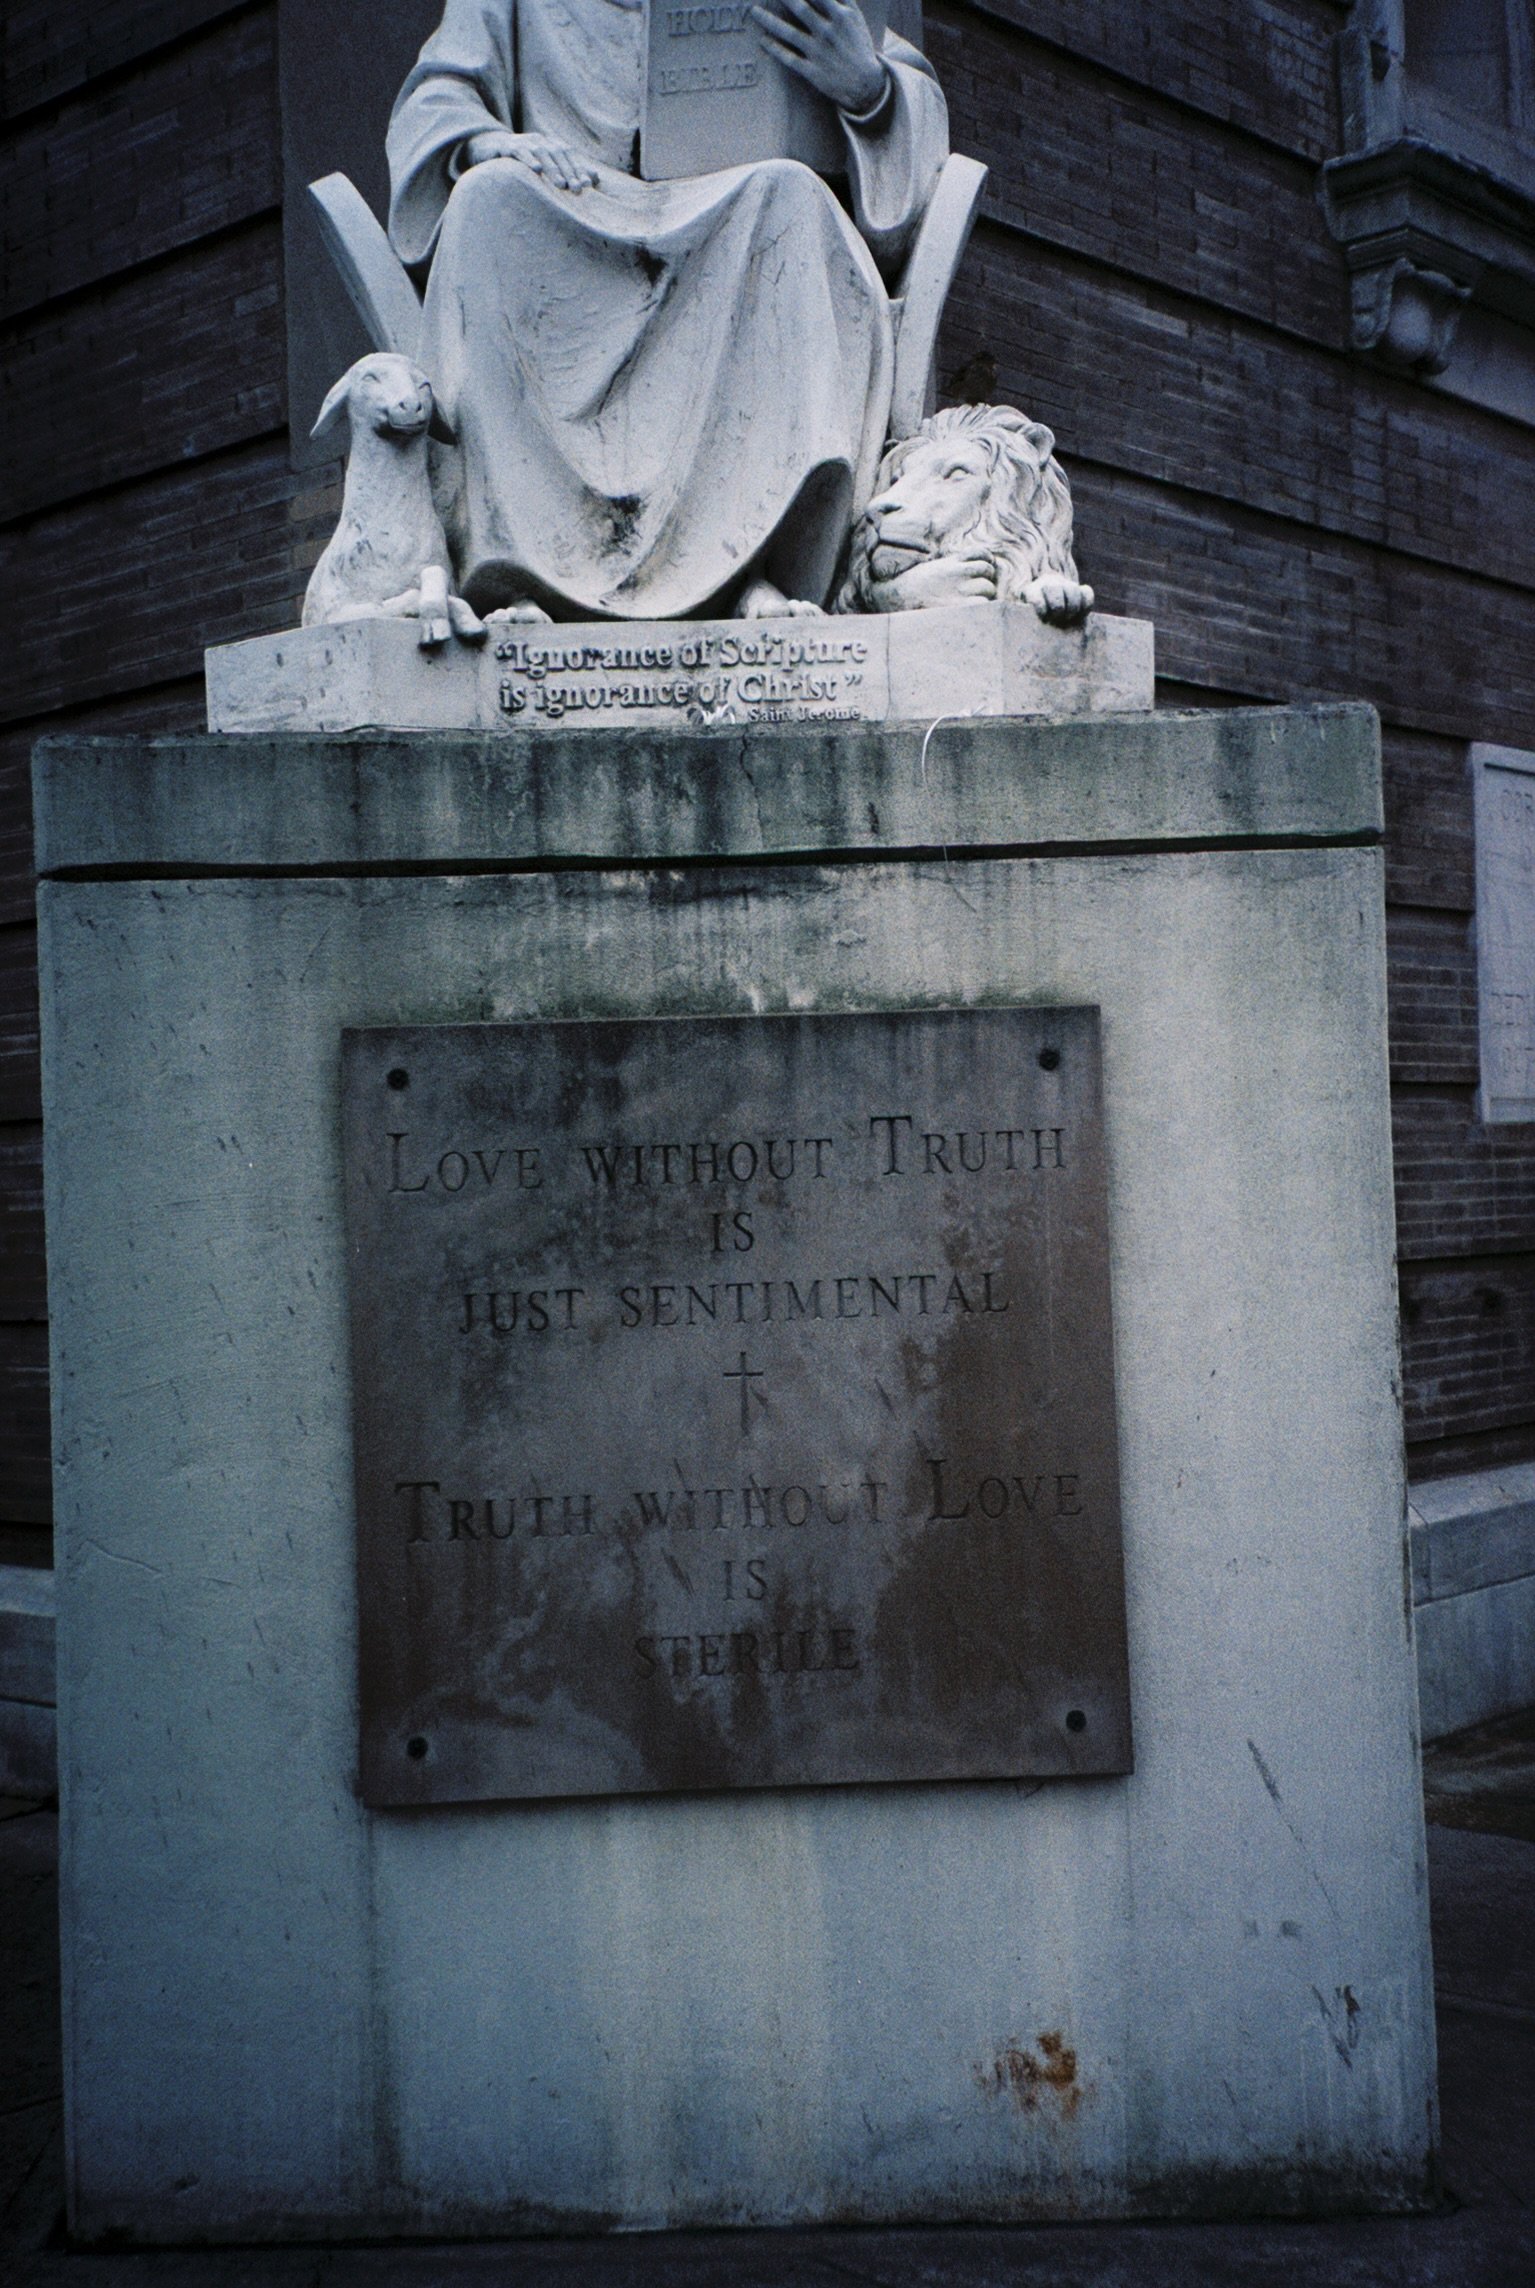 HOLY
BIBLE
"Ignorance of Scripture
is ignorance of Christ"
Saint Jerome
LOVE WITHOUT TRUTH
IS
JUST SENTIMENTAL
TRUTH WITHOUT LOVE
IS
STERILE